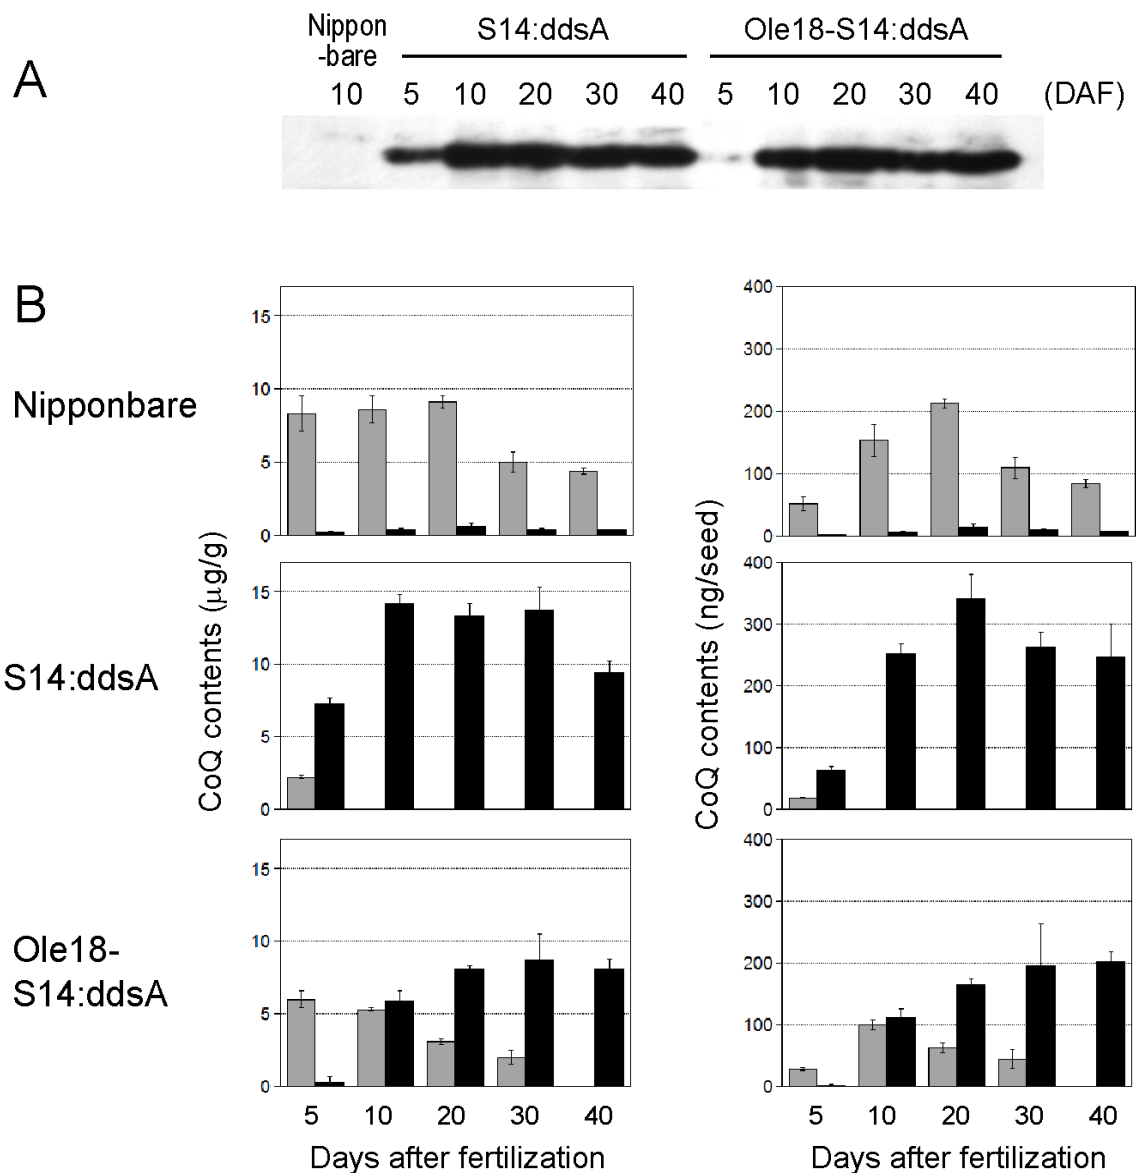 A
Nippon
-bare
S14:ddsA
Ole18-S14:ddsA
10 5 10 20 30 40 5 10 20 30 40 (DAF)
B
Nipponbare
S14:ddsA
Ole18-
S14:ddsA
CoQ contents (μg/g)
15
10
5
0
15
10
5
0
15
10
5
0
5 10 20 30 40
Days after fertilization
CoQ contents (ng/seed)
400
300
200
100
0
400
300
200
100
0
400
300
200
100
0
5 10 20 30 40
Days after fertilization